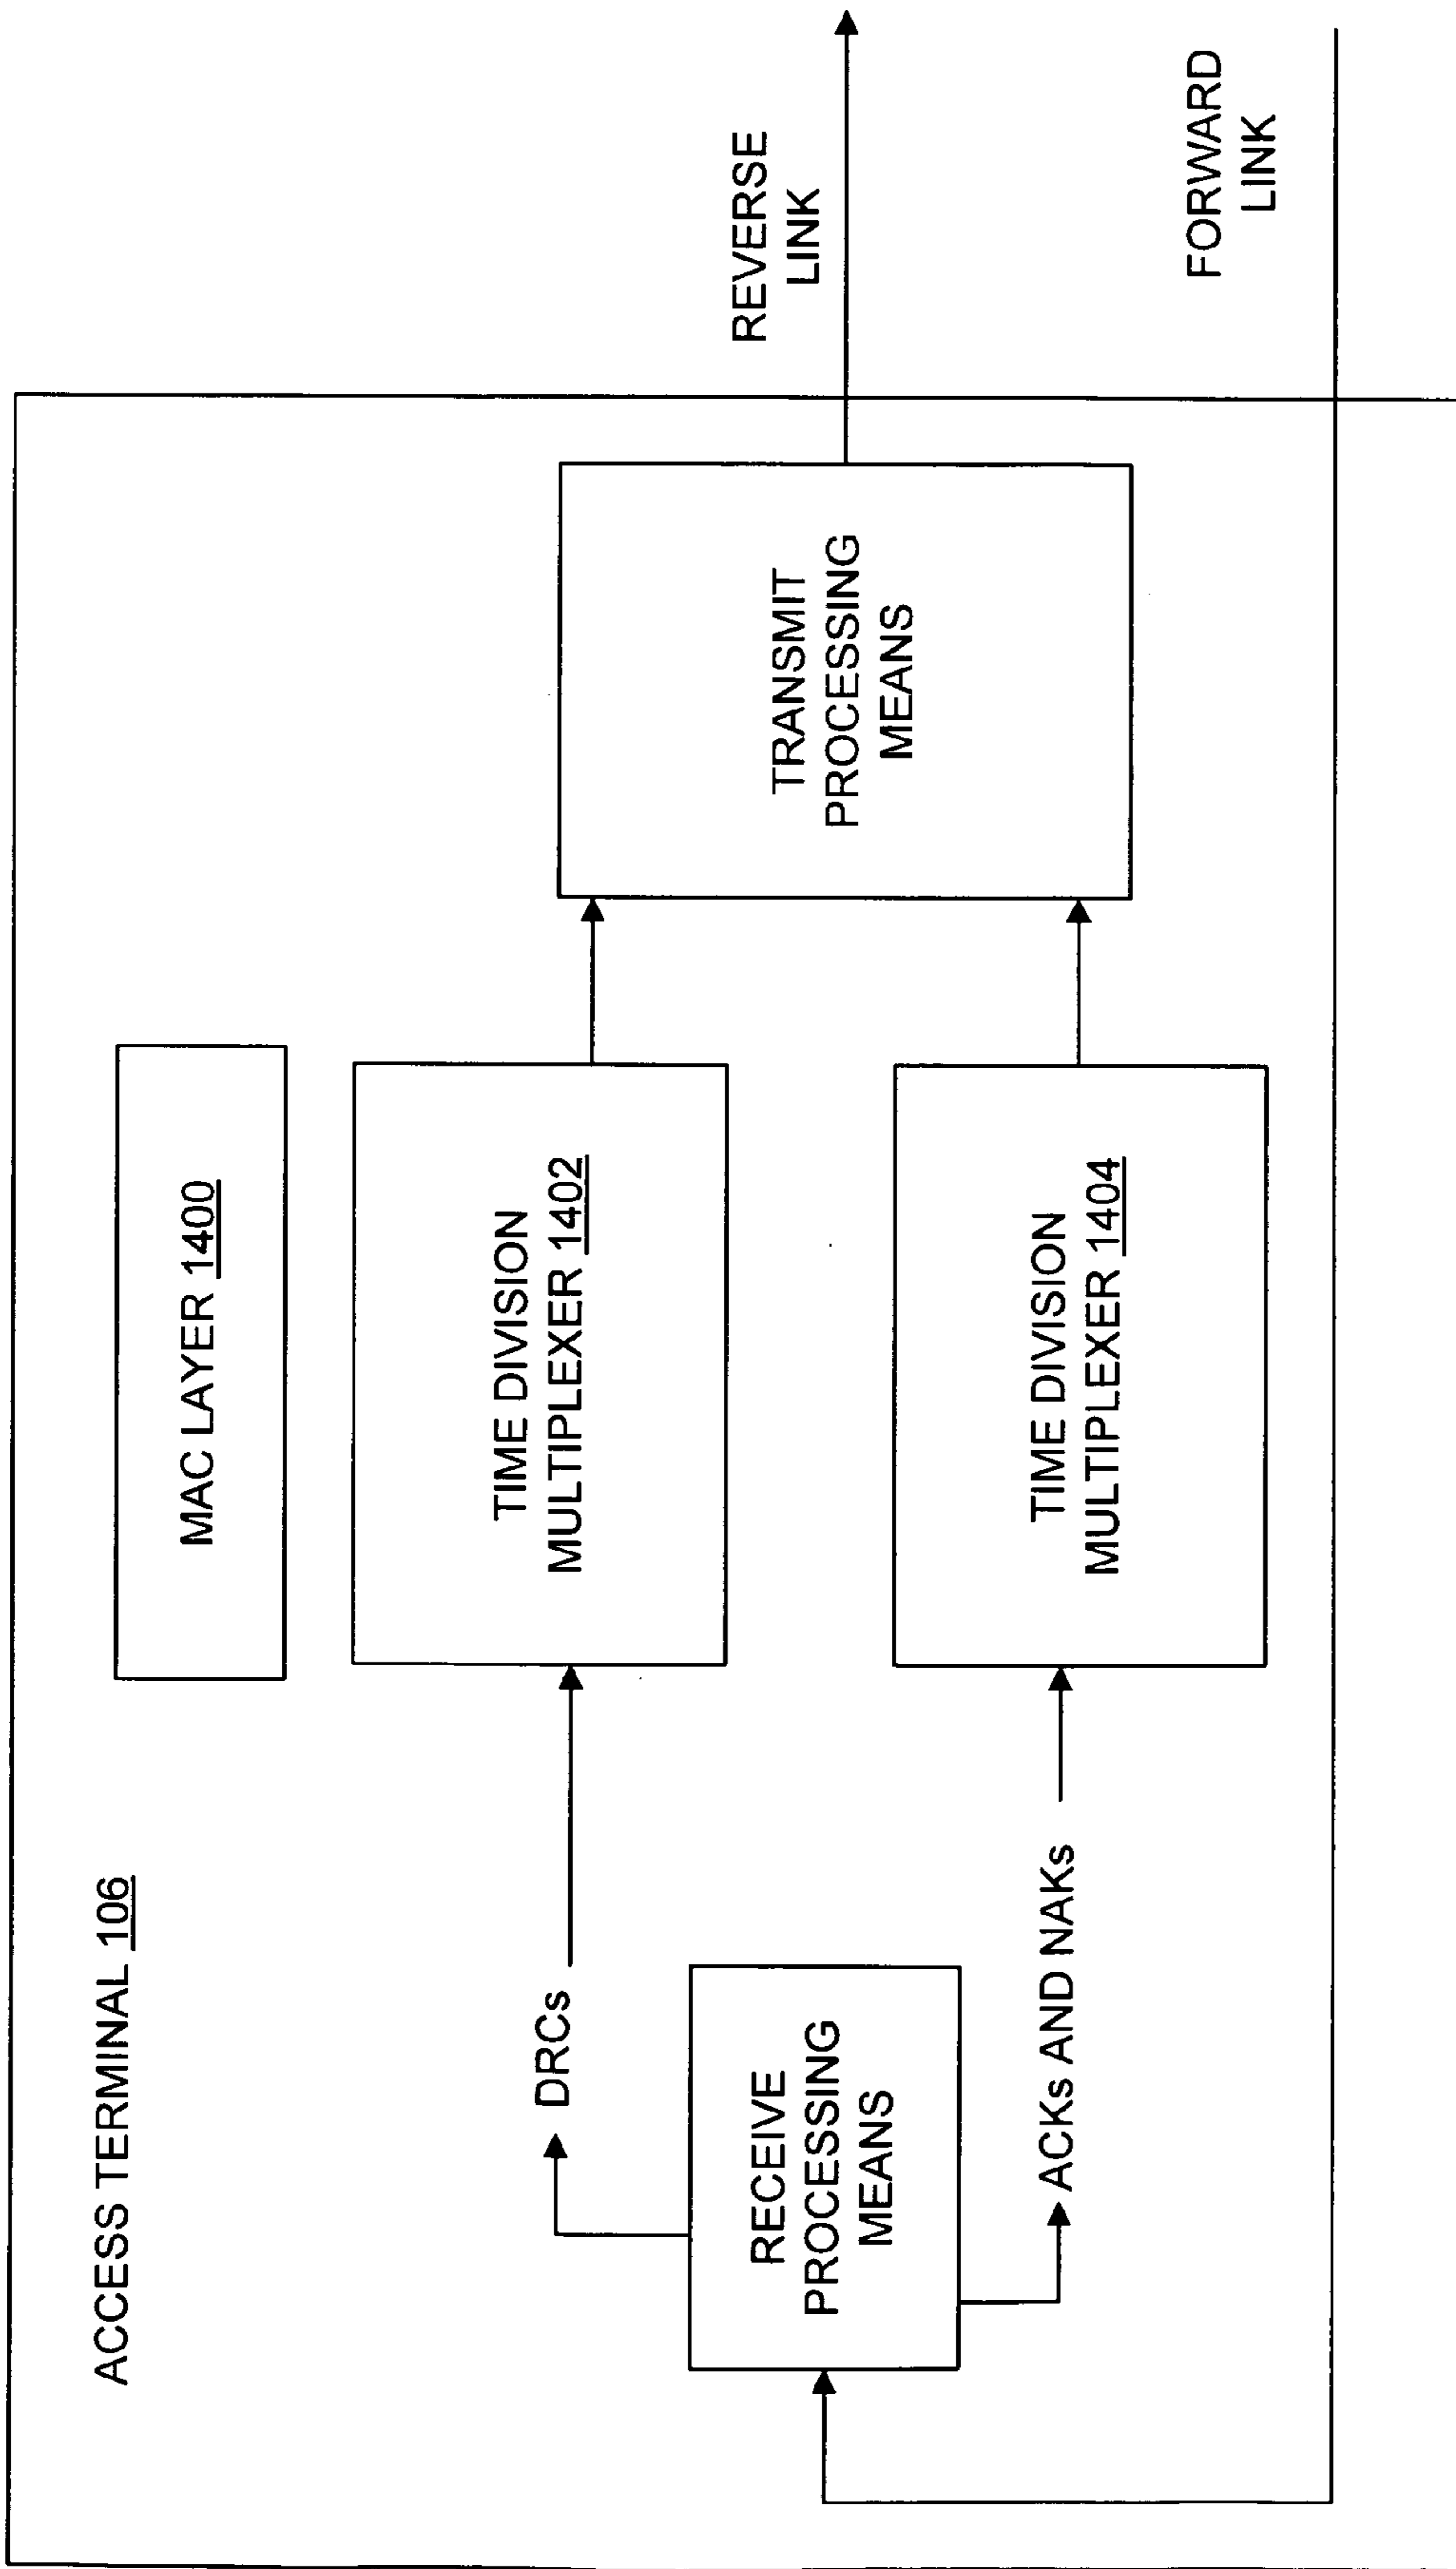 ACCESS TERMINAL 106
MAC LAYER 1400
DRCs
TIME DIVISION
MULTIPLEXER 1402
RECEIVE
PROCESSING
MEANS
TRANSMIT
PROCESSING
MEANS
REVERSE
LINK
ACKs AND NAKs
TIME DIVISION
MULTIPLEXER 1404
FORWARD
LINK